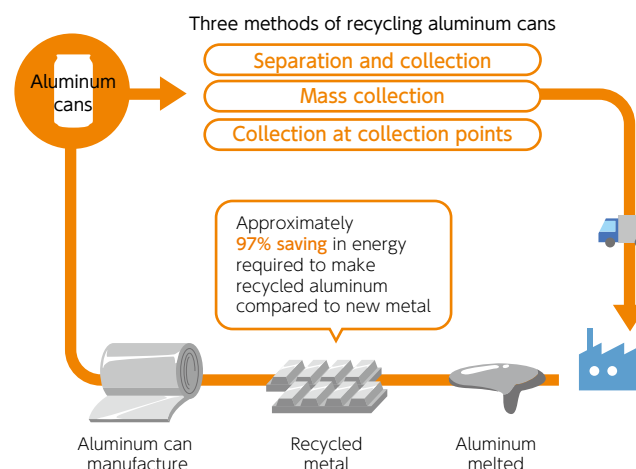 Three methods of recycling aluminum cans
Aluminum
cans
Separation and collection
Mass collection
Collection at collection points
Approximately
97% saving in energy
required to make
recycled aluminum
compared to new metal
Aluminum can
manufacture
Recycled
metal
Aluminum
melted